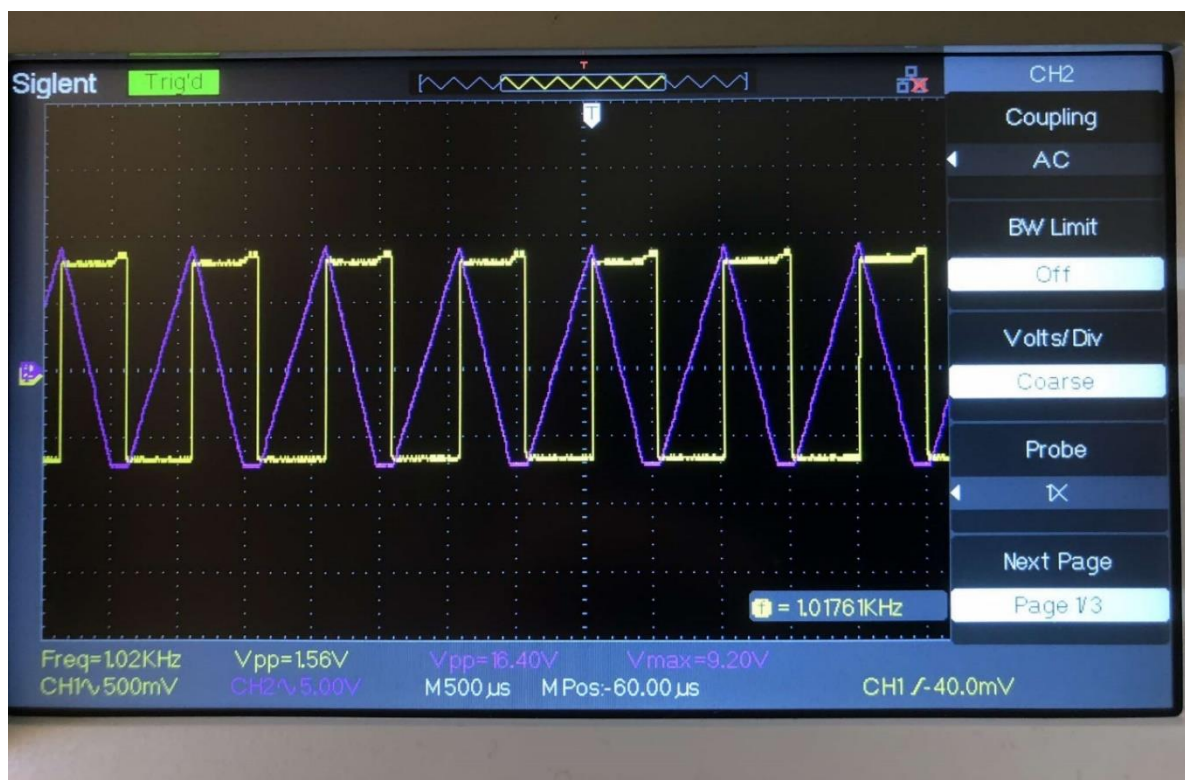 Siglent Trig'd
T
CH2
Coupling
AC
T
BW Limit
Off
Volts/Div
Coarse
Probe
1X
Next Page
Page 1/3
f = 1.01761KHz
Freq=1.02KHz Vpp=1.56V Vpp=16.40V Vmax=9.20V
CH1∿ 500mV CH2∿ 5.00V M 500µs M Pos:-60.00µs CH1 /-40.0mV